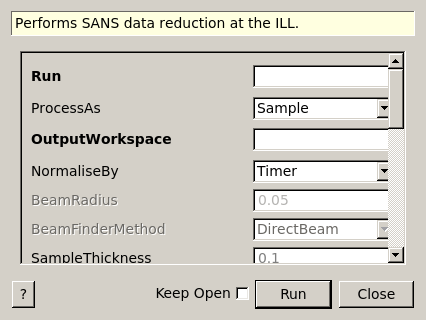 Performs SANS data reduction at the ILL.
Run
ProcessAs Sample
OutputWorkspace
NormaliseBy Timer
BeamRadius 0.05
BeamFinderMethod DirectBeam
SampleThickness 0.1
? Keep Open Run Close